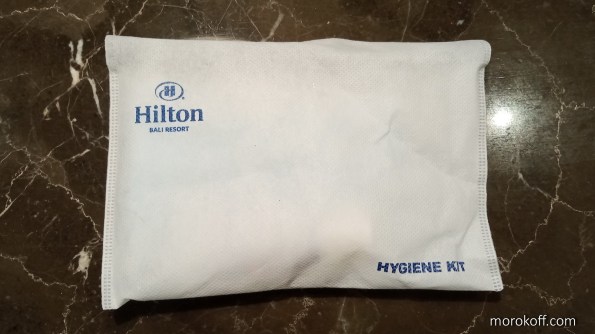 Hilton
BALI RESORT
HYGIENE KIT
morokoff.com